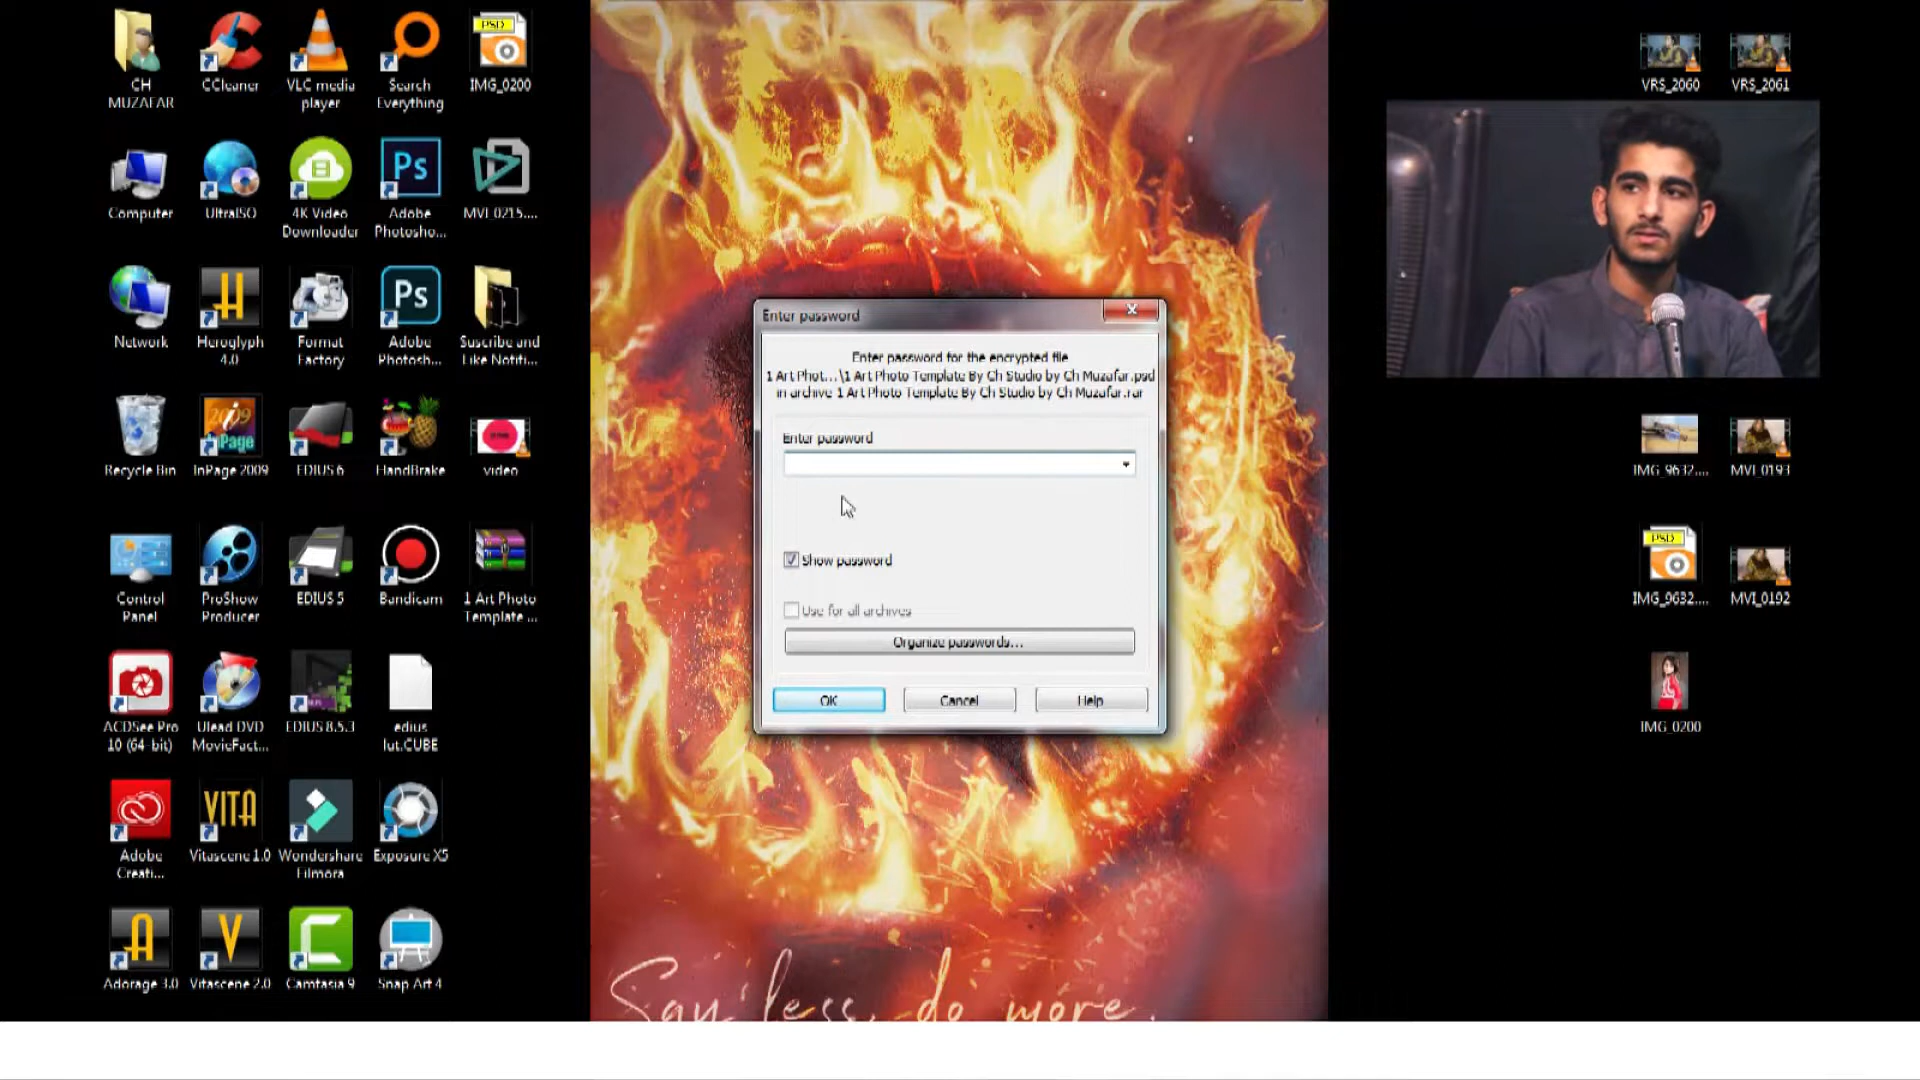 CH
MUZAFAR
CCleaner
VLC media
player
Search
Everything
PSD
IMG_0200
Computer
UltraISO
4K Video
Downloader
Ps
Adobe
Photosho...
MVI_0215....
Network
H
Heroglyph
4.0
Format
Factory
Ps
Adobe
Photosh...
Suscribe and
Like Notifi...
Recycle Bin
2009
InPage
InPage 2009
EDIUS 6
HandBrake
video
Control
Panel
ProShow
Producer
EDIUS 5
Bandicam
1 Art Photo
Template ...
ACDSee Pro
10 (64-bit)
Ulead DVD
MovieFact...
EDIUS 8.5.3
edius
lut.CUBE
Adobe
Creati...
VITA
Vitascene 1.0
Wondershare
Filmora
Exposure X5
A
Adorage 3.0
V
Vitascene 2.0
C
Camtasia 9
Snap Art 4
Enter password
Enter password for the encrypted file
1 Art Phot...\1 Art Photo Template By Ch Studio by Ch Muzafar.psd
in archive 1 Art Photo Template By Ch Studio by Ch Muzafar.rar
Enter password
Show password
Use for all archives
Organize passwords...
OK
Cancel
Help
Say less, do more.
VRS_2060
VRS_2061
IMG_9632....
MVI_0193
PSD
IMG_9632....
MVI_0192
IMG_0200